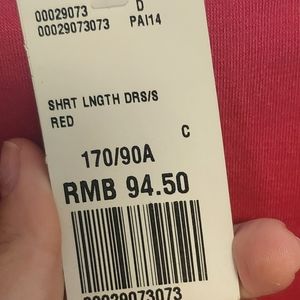 00029073 D
00029073073 PAI14
SHRT LNGTH DRS/S
RED
C
170/90A
RMB 94.50
00029073073